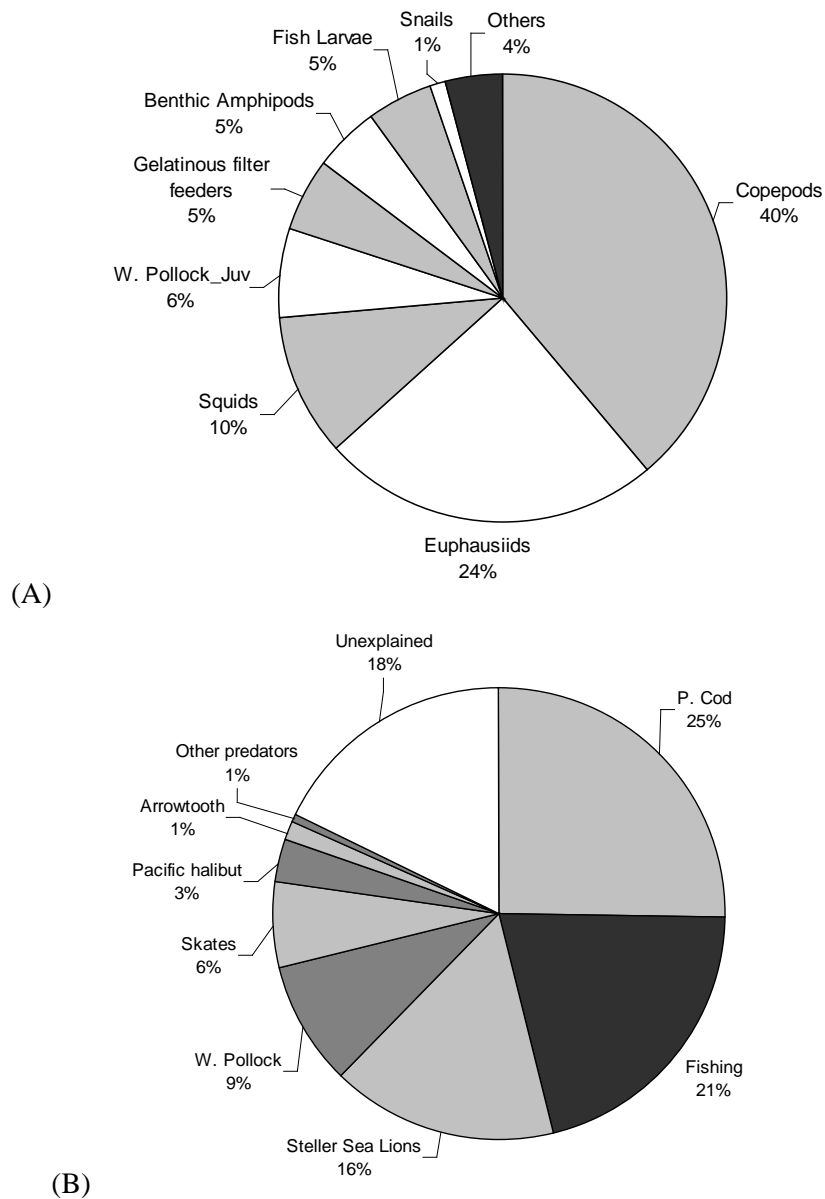 Snails
1%
Others
4%
Fish Larvae
5%
Benthic Amphipods
5%
Gelatinous filter
feeders
5%
Copepods
40%
W. Pollock_Juv
6%
Squids
10%
Euphausiids
24%
(A)
Unexplained
18%
P. Cod
25%
Other predators
1%
Arrowtooth
1%
Pacific halibut
3%
Skates
6%
W. Pollock
9%
Fishing
21%
Steller Sea Lions
16%
(B)